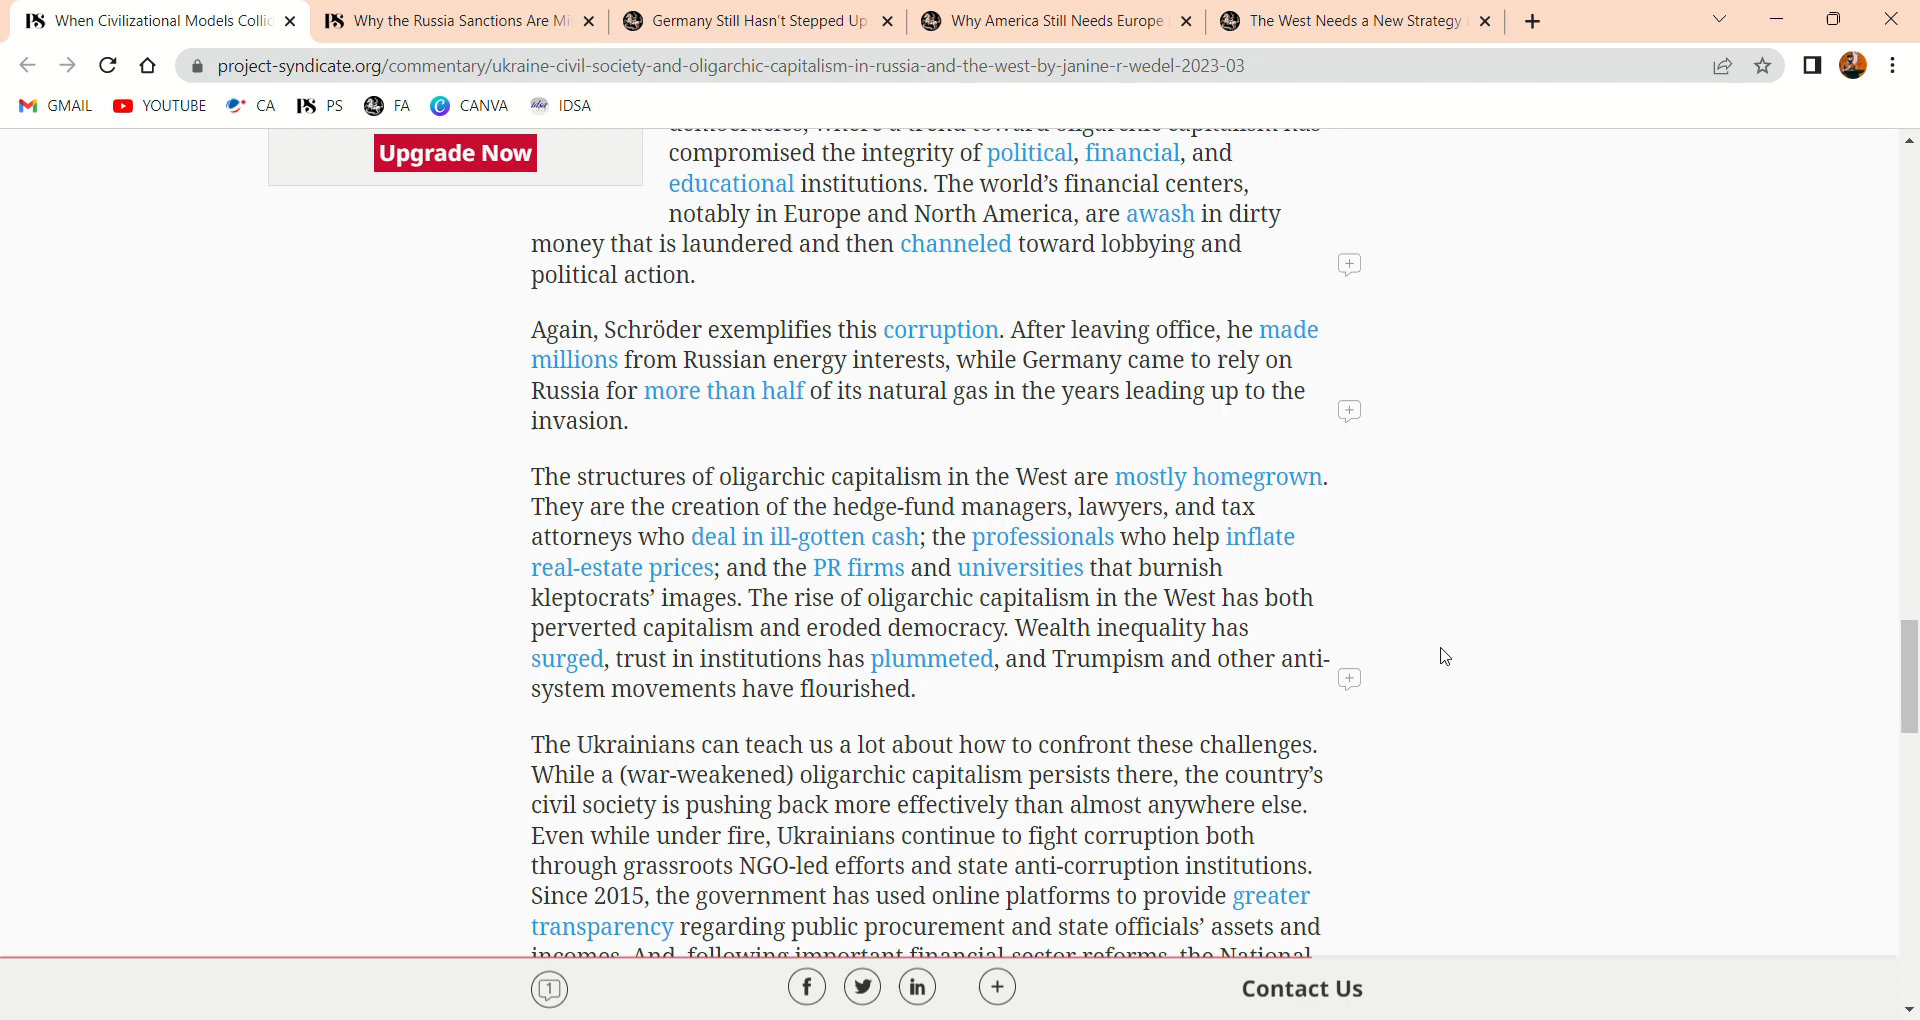 When Civilizational Models Collic
Why the Russia Sanctions Are Mi
Germany Still Hasn't Stepped Up
Why America Still Needs Europe
The West Needs a New Strategy i
project-syndicate.org/commentary/ukraine-civil-society-and-oligarchic-capitalism-in-russia-and-the-west-by-janine-r-wedel-2023-03
GMAIL YOUTUBE CA PS FA CANVA IDSA
Upgrade Now
compromised the integrity of political, financial, and
educational institutions. The world's financial centers,
notably in Europe and North America, are awash in dirty
money that is laundered and then channeled toward lobbying and
political action.
Again, Schröder exemplifies this corruption. After leaving office, he made
millions from Russian energy interests, while Germany came to rely on
Russia for more than half of its natural gas in the years leading up to the
invasion.
The structures of oligarchic capitalism in the West are mostly homegrown.
They are the creation of the hedge-fund managers, lawyers, and tax
attorneys who deal in ill-gotten cash; the professionals who help inflate
real-estate prices; and the PR firms and universities that burnish
kleptocrats' images. The rise of oligarchic capitalism in the West has both
perverted capitalism and eroded democracy. Wealth inequality has
surged, trust in institutions has plummeted, and Trumpism and other anti-
system movements have flourished.
The Ukrainians can teach us a lot about how to confront these challenges.
While a (war-weakened) oligarchic capitalism persists there, the country's
civil society is pushing back more effectively than almost anywhere else.
Even while under fire, Ukrainians continue to fight corruption both
through grassroots NGO-led efforts and state anti-corruption institutions.
Since 2015, the government has used online platforms to provide greater
transparency regarding public procurement and state officials' assets and
incomes. And, following important financial sector reforms, the National
1
Contact Us